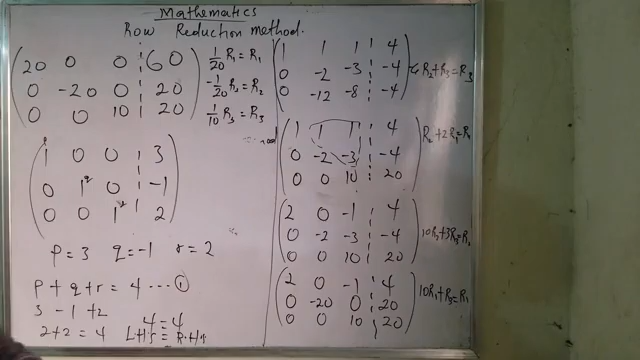 Mathematics
Row Reduction method.
20 0 0 60 1/20 R1 = R1
0 -20 0 20 -1/20 R2 = R2
0 0 10 20 1/10 R3 = R3
1 0 0 3
0 1 0 -1
0 0 1 2
p = 3 q = -1 r = 2
p + q + r = 4 ---- ①
3 - 1 + 2
2+2 = 4
4 = 4
L.H.S = R.H.S
1 1 1 4
0 -2 -3 -4
0 -12 -8 -4
R2 + R3 = R3
1 1 1 4
0 -2 -3 -4 R2 + 2R1 = R1
0 0 10 20
2 0 -1 4
0 -2 -3 -4
0 0 10 20
2 0 -1 4 10R1 + R3 = R1
0 -20 0 20
0 0 10 20